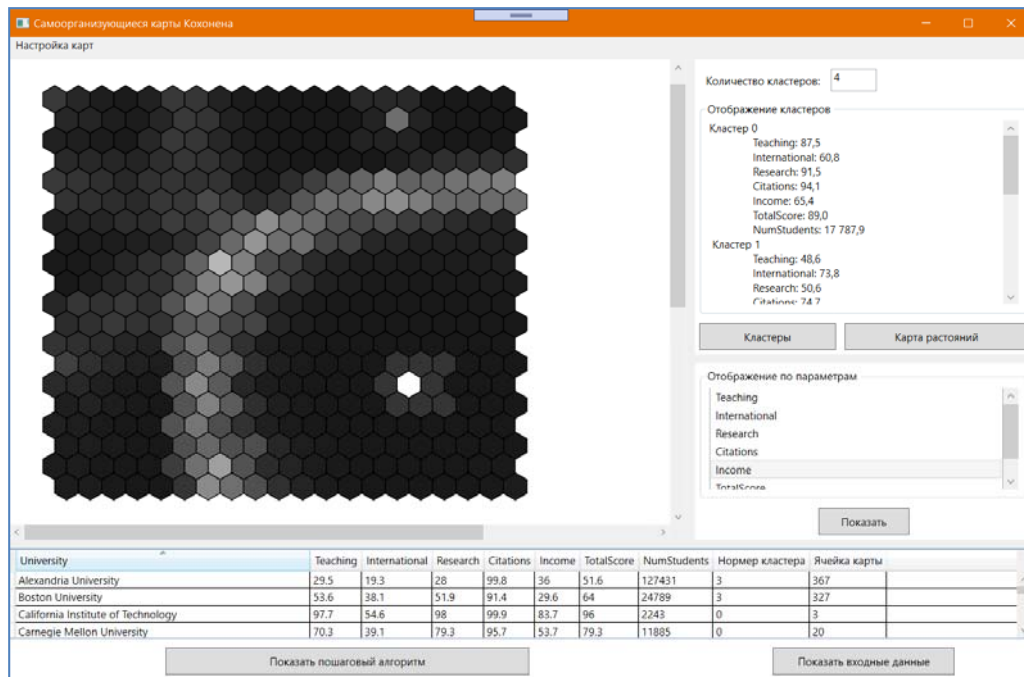 Самоорганизующиеся карты Кохонена
Настройка карт
Количество кластеров: 4
Отображение кластеров
Кластер 0
Teaching: 87,5
International: 60,8
Research: 91,5
Citations: 94,1
Income: 65,4
TotalScore: 89,0
NumStudents: 17 787,9
Кластер 1
Teaching: 48,6
International: 73,8
Research: 50,6
Citations: 74,7
Кластеры
Карта растояний
Отображение по параметрам
Teaching
International
Research
Citations
Income
TotalScore
Показать
University Teaching International Research Citations Income TotalScore NumStudents Нормер кластера Ячейка карты
Alexandria University 29.5 19.3 28 99.8 36 51.6 127431 3 367
Boston University 53.6 38.1 51.9 91.4 29.6 64 24789 3 327
California Institute of Technology 97.7 54.6 98 99.9 83.7 96 2243 0 3
Carnegie Mellon University 70.3 39.1 79.3 95.7 53.7 79.3 11885 0 20
Показать пошаговый алгоритм
Показать входные данные